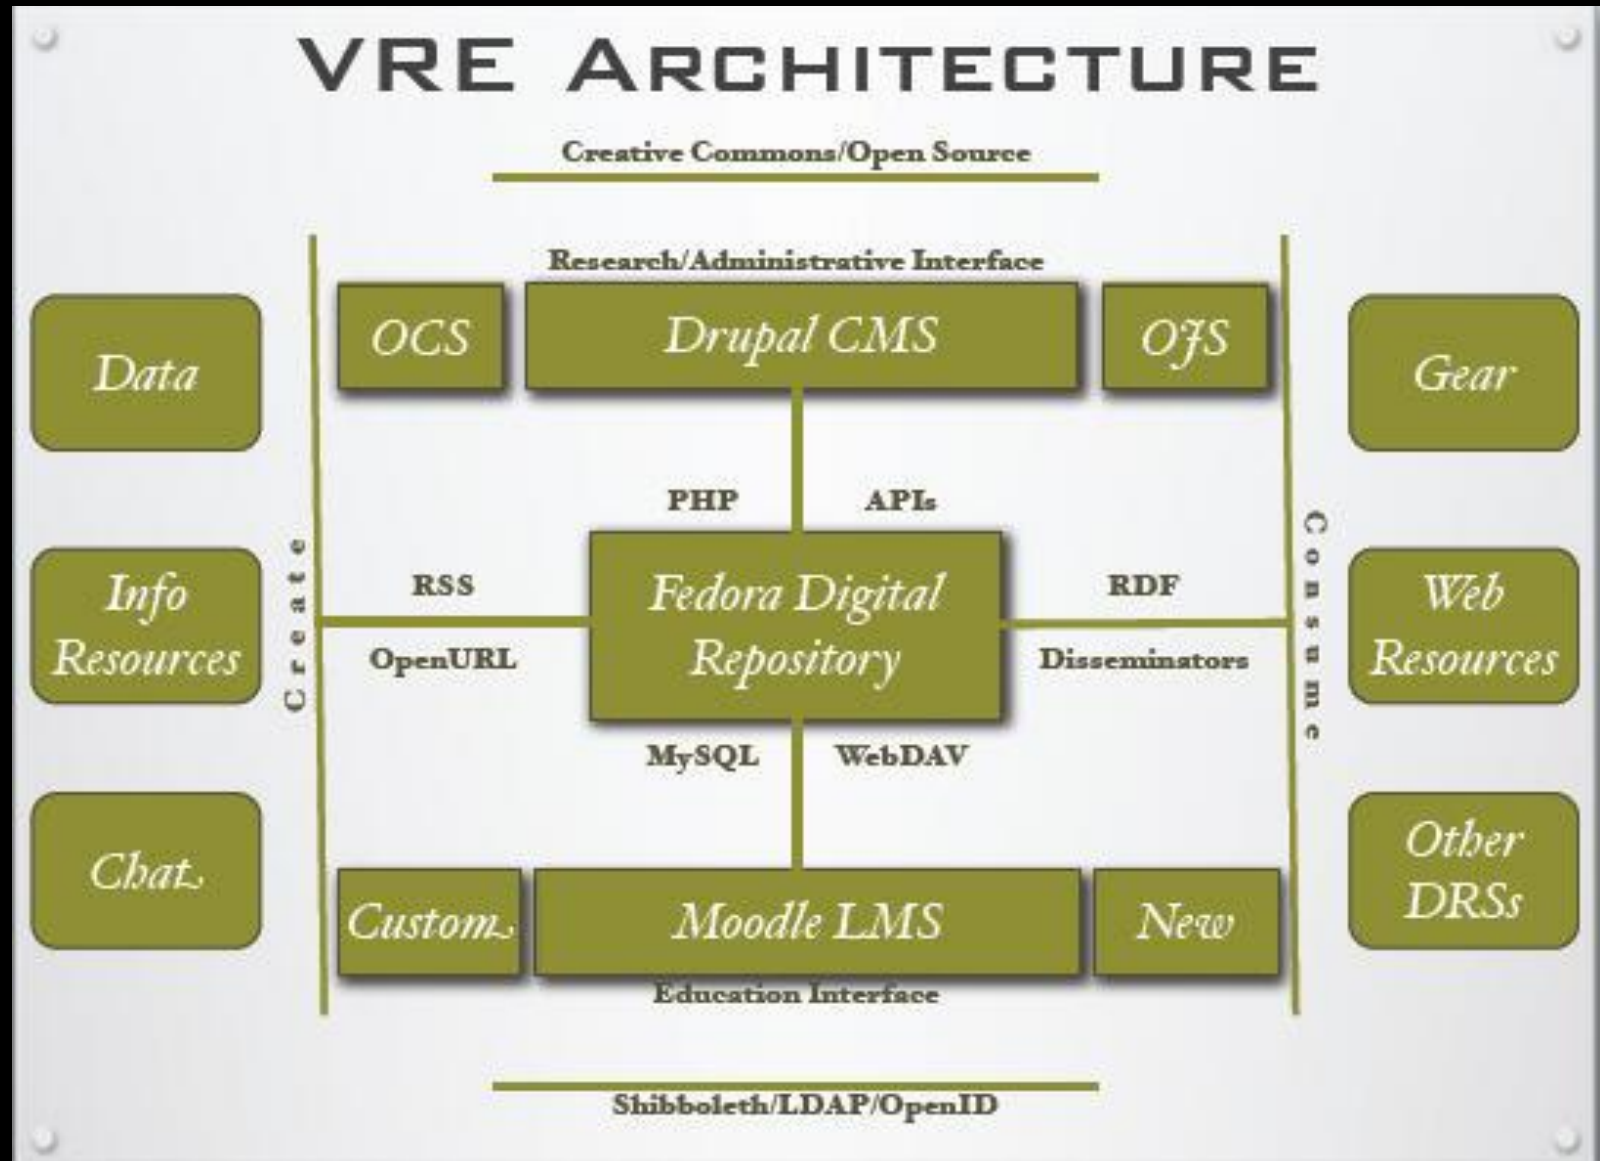 VRE ARCHITECTURE
Creative Commons/Open Source
Research/Administrative Interface
OCS
Drupal CMS
OJS
Data
Gear
PHP
APIs
Create
Consume
Info
Resources
RSS
OpenURL
Fedora Digital
Repository
RDF
Disseminators
Web
Resources
MySQL
WebDAV
Chat
Other
DRSs
Custom
Moodle LMS
New
Education Interface
Shibboleth/LDAP/OpenID